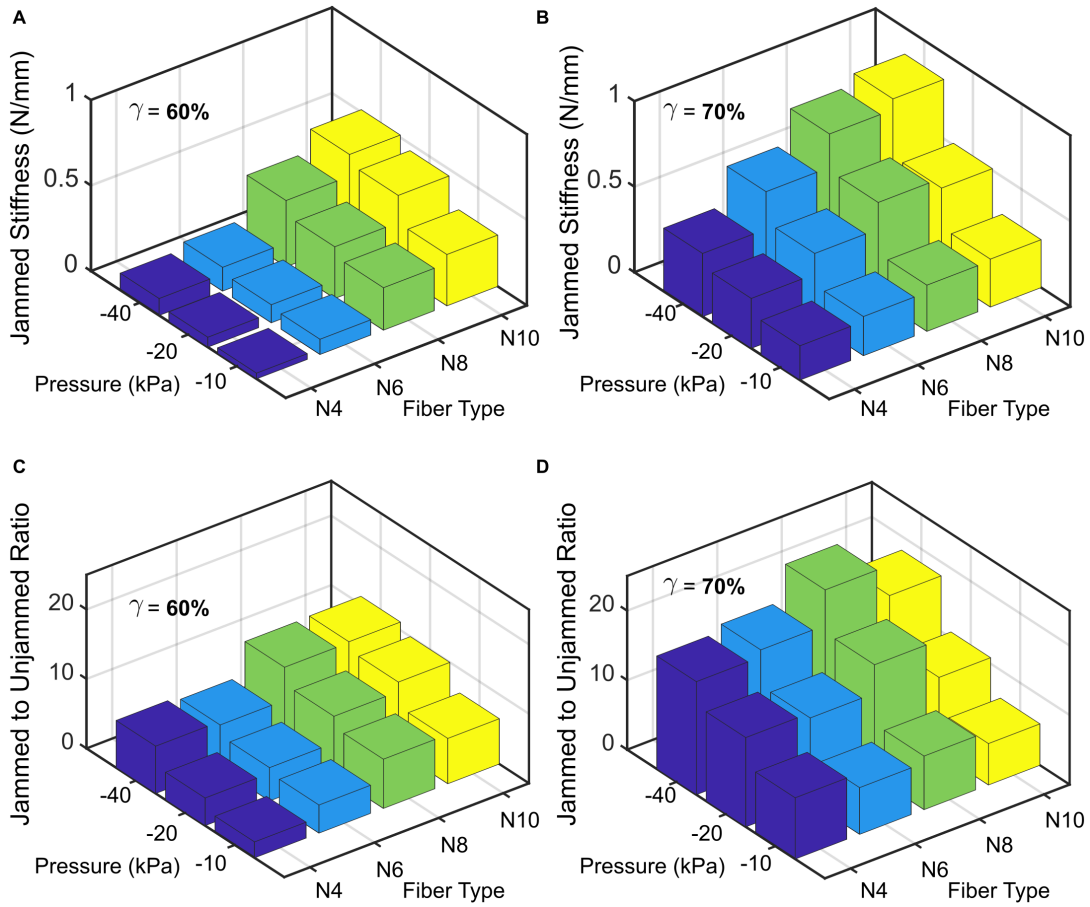 A
Jammed Stiffness (N/mm)
1
0.5
0
γ = 60%
-40
-20
-10
Pressure (kPa)
N4
N6
N8
N10
Fiber Type
B
Jammed Stiffness (N/mm)
1
0.5
0
γ = 70%
-40
-20
-10
Pressure (kPa)
N4
N6
N8
N10
Fiber Type
C
Jammed to Unjammed Ratio
20
10
0
γ = 60%
-40
-20
-10
Pressure (kPa)
N4
N6
N8
N10
Fiber Type
D
Jammed to Unjammed Ratio
20
10
0
γ = 70%
-40
-20
-10
Pressure (kPa)
N4
N6
N8
N10
Fiber Type